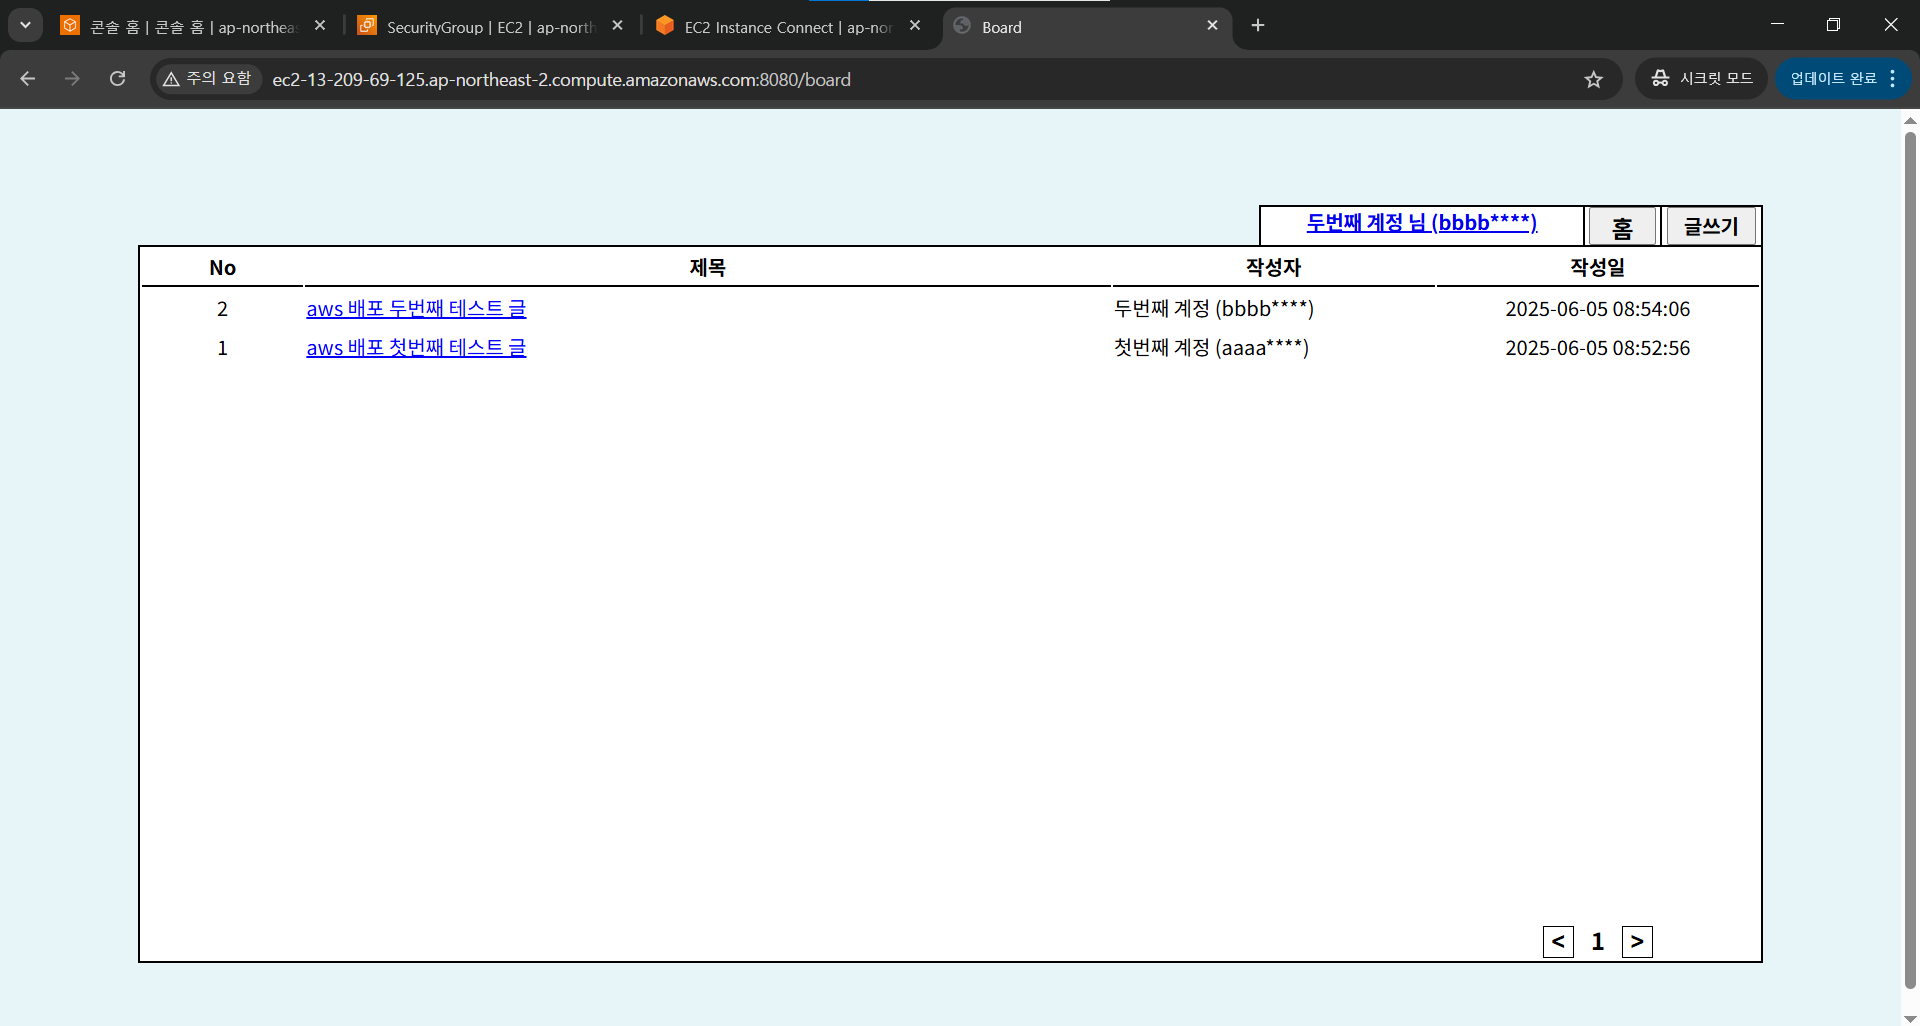 콘솔 홈 | 콘솔 홈 | ap-northeas
SecurityGroup | EC2 | ap-north
EC2 Instance Connect | ap-nor
Board
주의 요함
ec2-13-209-69-125.ap-northeast-2.compute.amazonaws.com:8080/board
시크릿 모드
업데이트 완료
두번째 계정 님 (bbbb****)
홈
글쓰기
No 제목 작성자 작성일
2 aws 배포 두번째 테스트 글 두번째 계정 (bbbb****) 2025-06-05 08:54:06
1 aws 배포 첫번째 테스트 글 첫번째 계정 (aaaa****) 2025-06-05 08:52:56
< 1 >